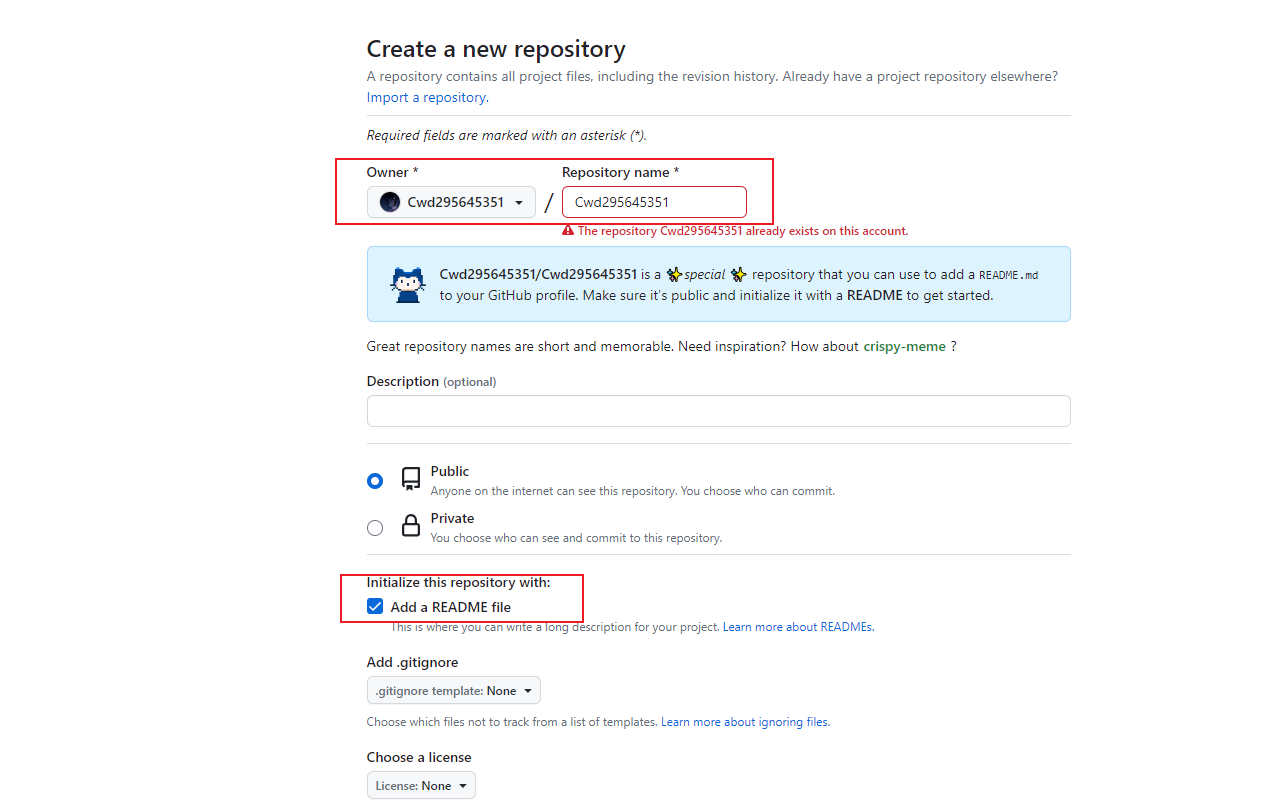 Create a new repository
A repository contains all project files, including the revision history. Already have a project repository elsewhere?
Import a repository.
Required fields are marked with an asterisk (*).
Owner * Repository name *
Cwd295645351 / Cwd295645351
The repository Cwd295645351 already exists on this account.
Cwd295645351/Cwd295645351 is a ✨special ✨ repository that you can use to add a README.md
to your GitHub profile. Make sure it’s public and initialize it with a README to get started.
Great repository names are short and memorable. Need inspiration? How about crispy-meme ?
Description (optional)
Public
Anyone on the internet can see this repository. You choose who can commit.
Private
You choose who can see and commit to this repository.
Initialize this repository with:
Add a README file
This is where you can write a long description for your project. Learn more about READMEs.
Add .gitignore
.gitignore template: None
Choose which files not to track from a list of templates. Learn more about ignoring files.
Choose a license
License: None